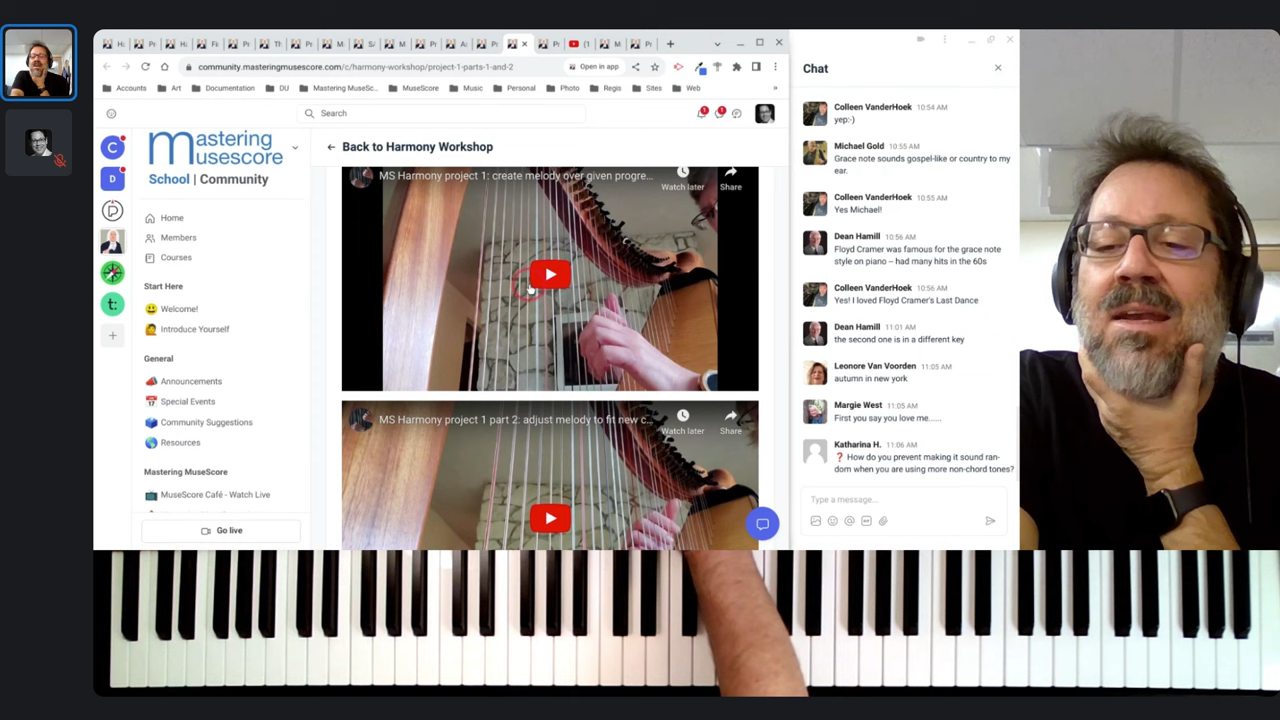 community.masteringmusescore.com/c/harmony-workshop/project-1-parts-1-and-2
Open in app
Accounts
Art
Documentation
DU
Mastering MuseSc...
MuseScore
Music
Personal
Photo
Regis
Sites
Web
»
Search
mastering
musescore
School | Community
Home
Members
Courses
Start Here
Welcome!
Introduce Yourself
General
Announcements
Special Events
Community Suggestions
Resources
Mastering MuseScore
MuseScore Café - Watch Live
Go live
C
D
t:
← Back to Harmony Workshop
MS Harmony project 1: create melody over given progre...
Watch later
Share
MS Harmony project 1 part 2: adjust melody to fit new c...
Watch later
Share
Chat
Colleen VanderHoek 10:54 AM
yep:-)
Michael Gold 10:55 AM
Grace note sounds gospel-like or country to my
ear.
Colleen VanderHoek 10:55 AM
Yes Michael!
Dean Hamill 10:56 AM
Floyd Cramer was famous for the grace note
style on piano -- had many hits in the 60s
Colleen VanderHoek 10:56 AM
Yes! I loved Floyd Cramer's Last Dance
Dean Hamill 11:01 AM
the second one is in a different key
Leonore Van Voorden 11:05 AM
autumn in new york
Margie West 11:05 AM
First you say you love me......
Katharina H. 11:06 AM
❓ How do you prevent making it sound ran-
dom when you are using more non-chord tones?
Type a message...